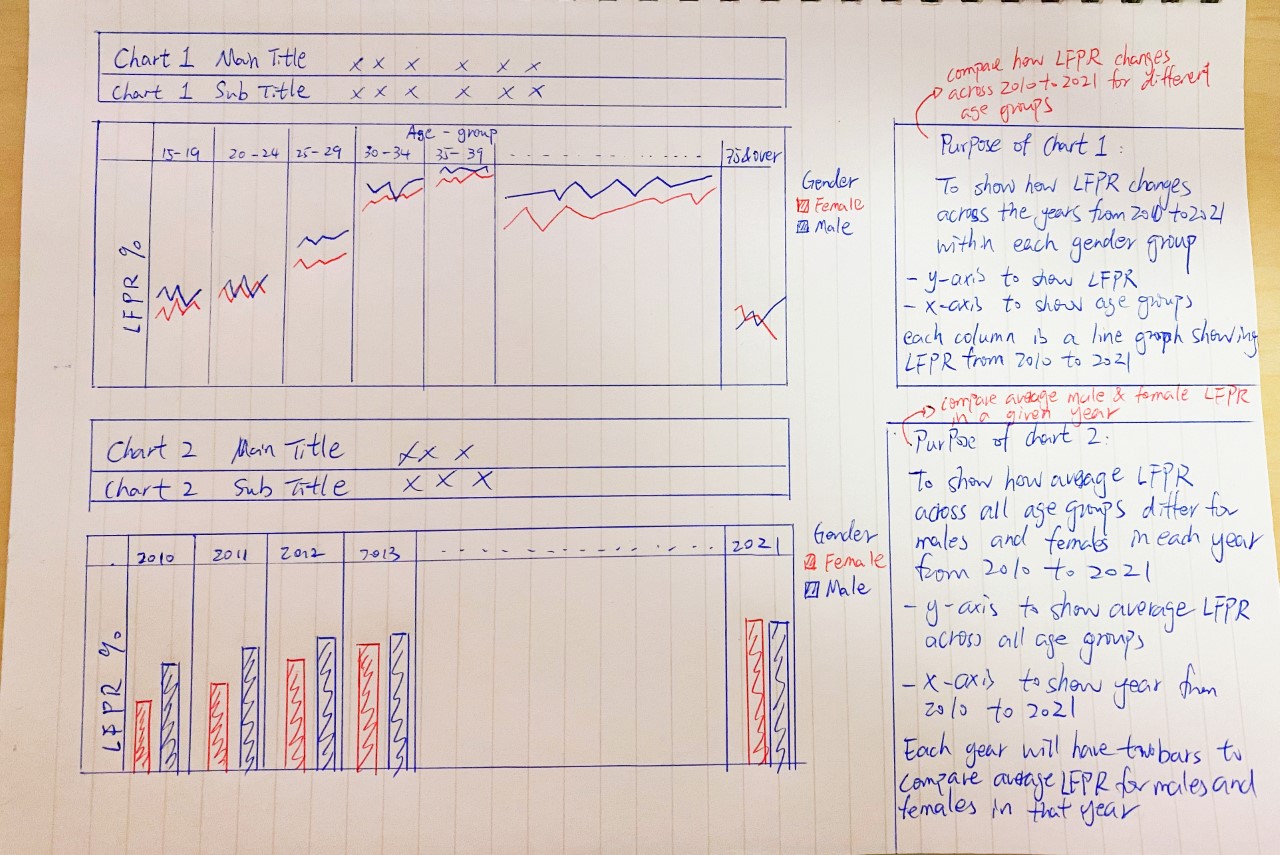 Chart 1 Main Title x x x x x x
Chart 1 Sub Title x x x x x x
Age - group
15-19 20-24 25-29 30-34 35-39 ............ 75&over
LFPR %
Gender
Female
Male
compare how LFPR changes
across 2010 to 2021 for different
age groups
Purpose of Chart 1:
To show how LFPR changes
across the years from 2010 to 2021
within each gender group
- y-axis to show LFPR
- x-axis to show age groups
each column is a line graph showing
LFPR from 2010 to 2021
Chart 2 Main Title x x x
Chart 2 Sub Title x x x
2010 2011 2012 2013 ............ 2021
LFPR %
Gender
Female
Male
compare average male & female LFPR
in a given year
Purpose of chart 2:
To show how average LFPR
across all age groups differ for
males and females in each year
from 2010 to 2021
- y-axis to show average LFPR
across all age groups
- x-axis to show year from
2010 to 2021
Each year will have two bars to
compare average LFPR for males and
females in that year